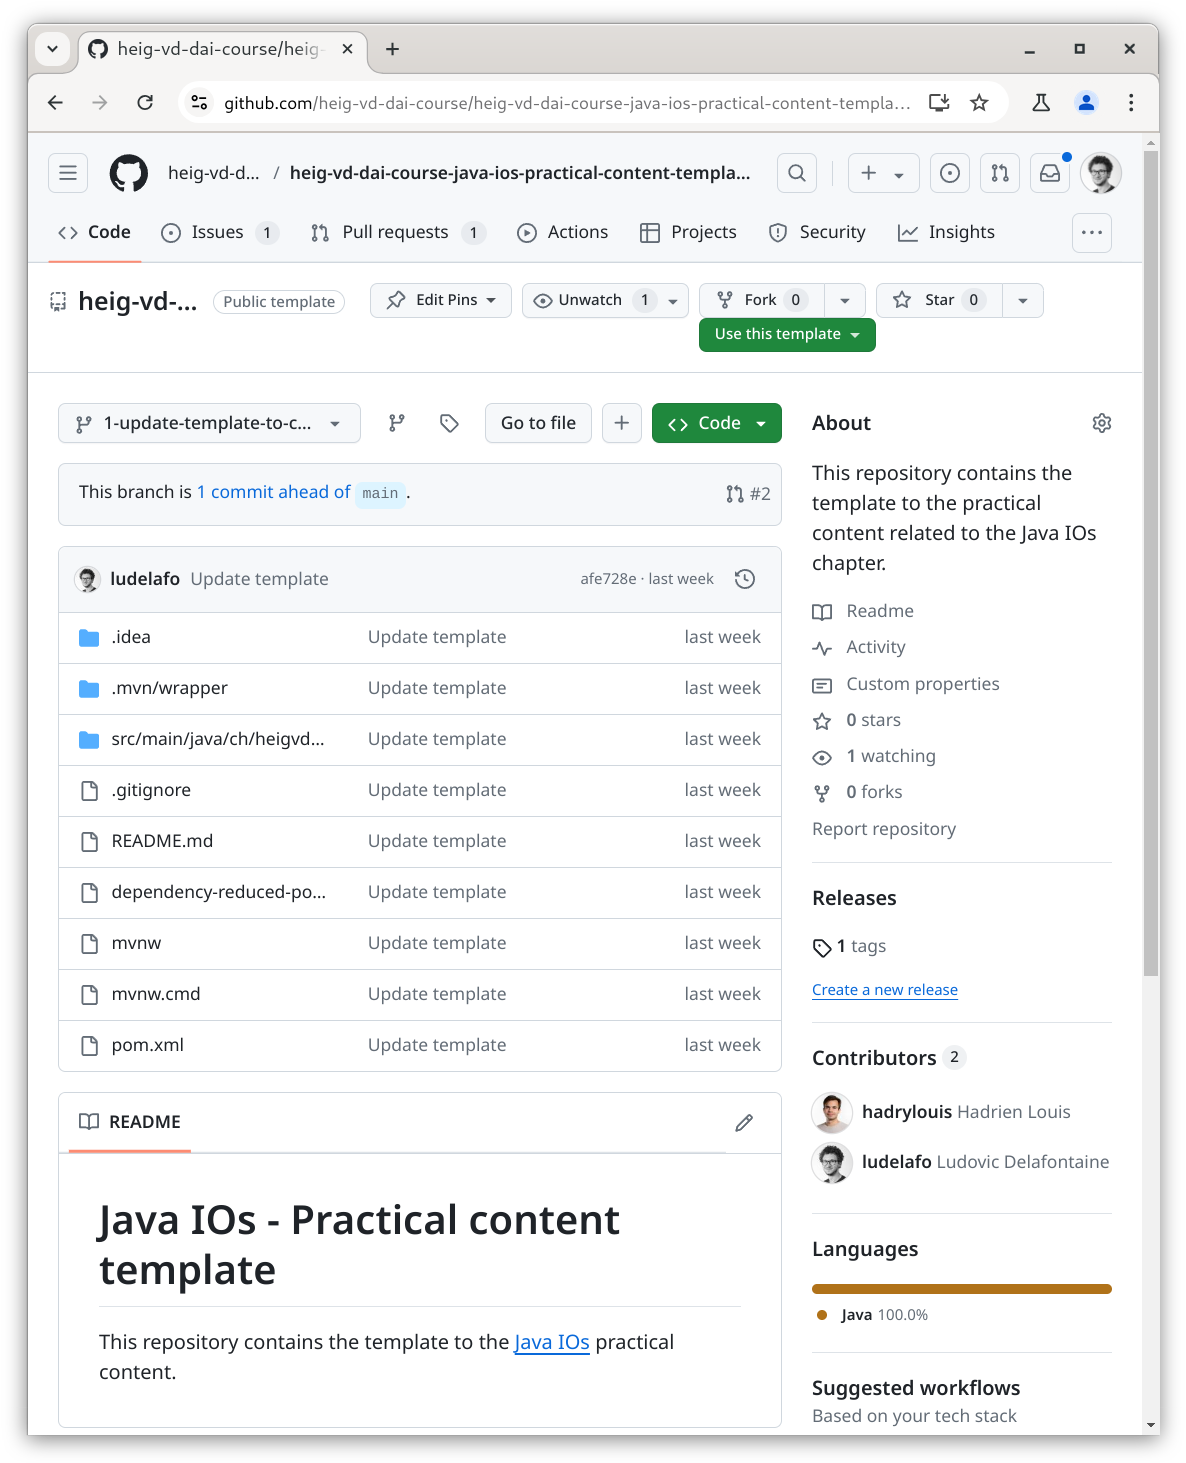 heig-vd-dai-course/heig-
github.com/heig-vd-dai-course/heig-vd-dai-course-java-ios-practical-content-templa...
heig-vd-d... / heig-vd-dai-course-java-ios-practical-content-templa...
Code Issues 1 Pull requests 1 Actions Projects Security Insights
heig-vd-... Public template Edit Pins Unwatch 1 Fork 0 Star 0
Use this template
1-update-template-to-c... Go to file Code
This branch is 1 commit ahead of main. #2
ludelafo Update template afe728e · last week
.idea Update template last week
.mvn/wrapper Update template last week
src/main/java/ch/heigvd... Update template last week
.gitignore Update template last week
README.md Update template last week
dependency-reduced-po... Update template last week
mvnw Update template last week
mvnw.cmd Update template last week
pom.xml Update template last week
README
Java IOs - Practical content
template
This repository contains the template to the Java IOs practical
content.
About
This repository contains the
template to the practical
content related to the Java IOs
chapter.
Readme
Activity
Custom properties
0 stars
1 watching
0 forks
Report repository
Releases
1 tags
Create a new release
Contributors 2
hadrylouis Hadrien Louis
ludelafo Ludovic Delafontaine
Languages
Java 100.0%
Suggested workflows
Based on your tech stack